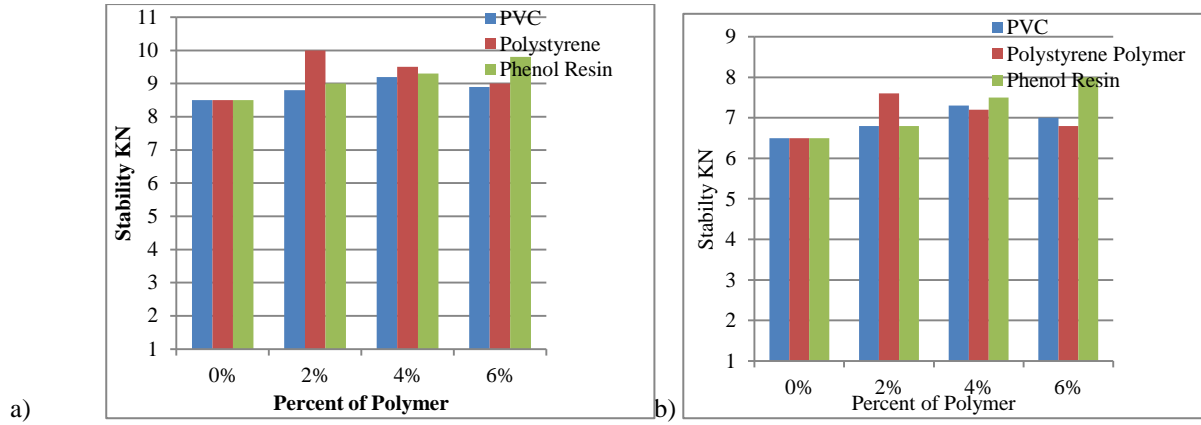 11
10
9
8
7
6
5
4
3
2
1
Stability KN
0% 2% 4% 6%
Percent of Polymer
PVC
Polystyrene
Phenol Resin
a)
9
8
7
6
5
4
3
2
1
Stabilty KN
0% 2% 4% 6%
Percent of Polymer
PVC
Polystyrene Polymer
Phenol Resin
b)